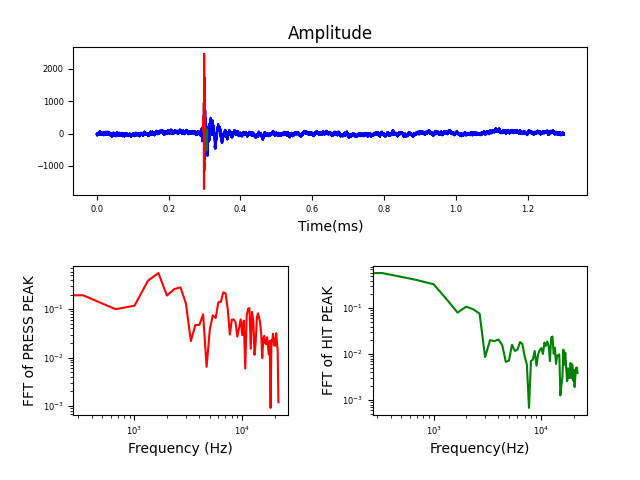 Amplitude
2000
1000
0
−1000
0.0 0.2 0.4 0.6 0.8 1.0 1.2
Time(ms)
FFT of PRESS PEAK
10⁻¹
10⁻²
10⁻³
10³ 10⁴
Frequency (Hz)
FFT of HIT PEAK
10⁻¹
10⁻²
10⁻³
10³ 10⁴
Frequency(Hz)